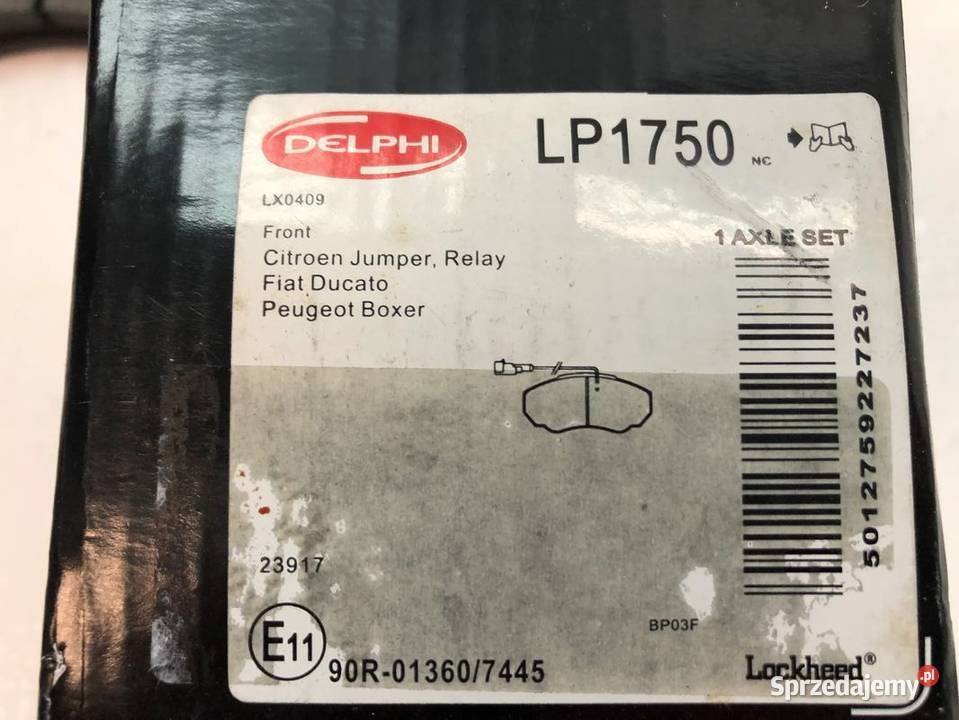 DELPHI
LP1750 NC
LX0409
Front
Citroen Jumper, Relay
Fiat Ducato
Peugeot Boxer
1 AXLE SET
5012759227237
23917
E11
90R-01360/7445
BP03F
Lockheed®
Sprzedajemy.pl